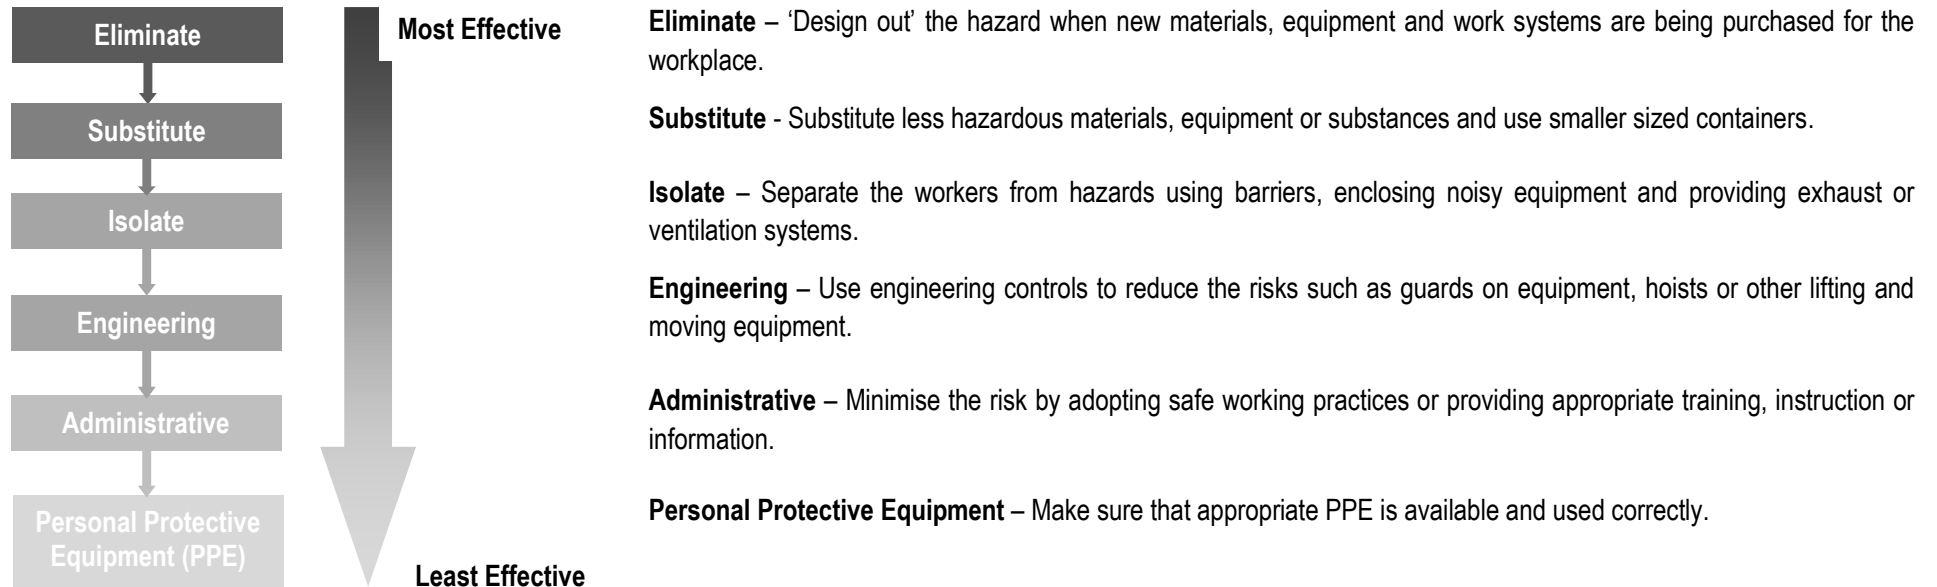 Eliminate
Substitute
Isolate
Engineering
Administrative
Personal Protective
Equipment (PPE)
Most Effective
Least Effective
Eliminate – ‘Design out’ the hazard when new materials, equipment and work systems are being purchased for the
workplace.
Substitute - Substitute less hazardous materials, equipment or substances and use smaller sized containers.
Isolate – Separate the workers from hazards using barriers, enclosing noisy equipment and providing exhaust or
ventilation systems.
Engineering – Use engineering controls to reduce the risks such as guards on equipment, hoists or other lifting and
moving equipment.
Administrative – Minimise the risk by adopting safe working practices or providing appropriate training, instruction or
information.
Personal Protective Equipment – Make sure that appropriate PPE is available and used correctly.